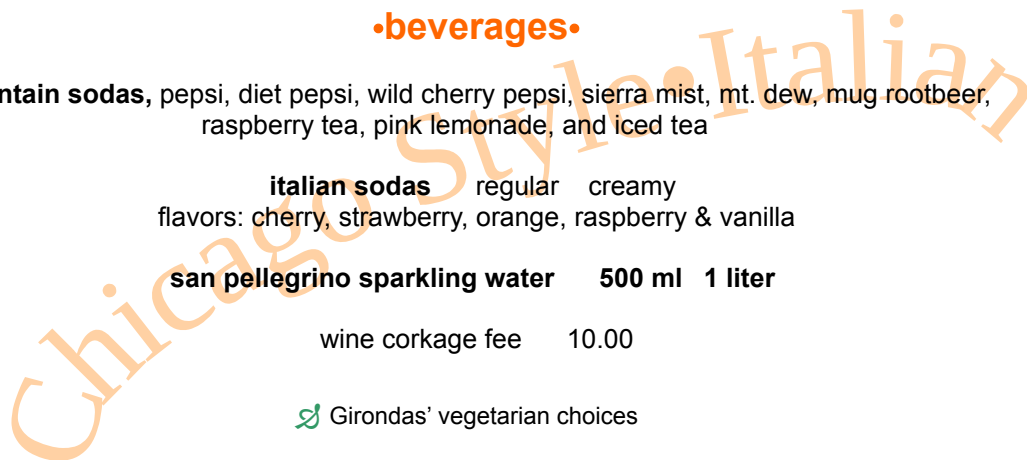 •beverages•
ntain sodas, pepsi, diet pepsi, wild cherry pepsi, sierra mist, mt. dew, mug rootbeer,
raspberry tea, pink lemonade, and iced tea
italian sodas regular creamy
flavors: cherry, strawberry, orange, raspberry & vanilla
san pellegrino sparkling water 500 ml 1 liter
wine corkage fee 10.00
Girondas’ vegetarian choices
Chicago Style•Italian